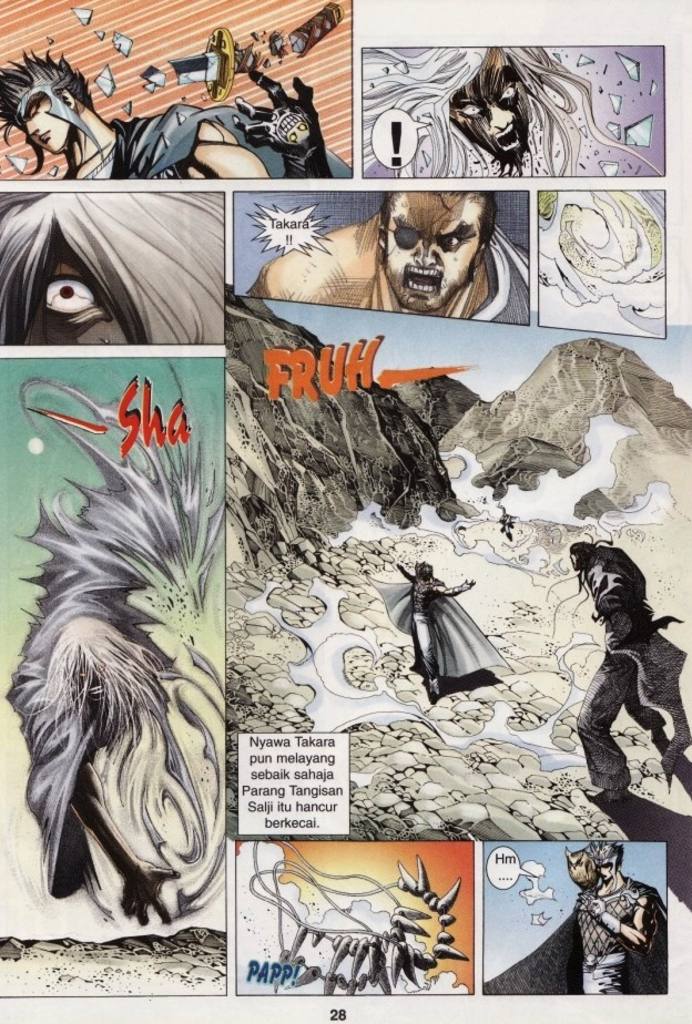 !
Takara
!!
Sha
FRUH
Nyawa Takara
pun melayang
sebaik sahaja
Parang Tangisan
Salji itu hancur
berkecai.
PAPP!
Hm
....
28